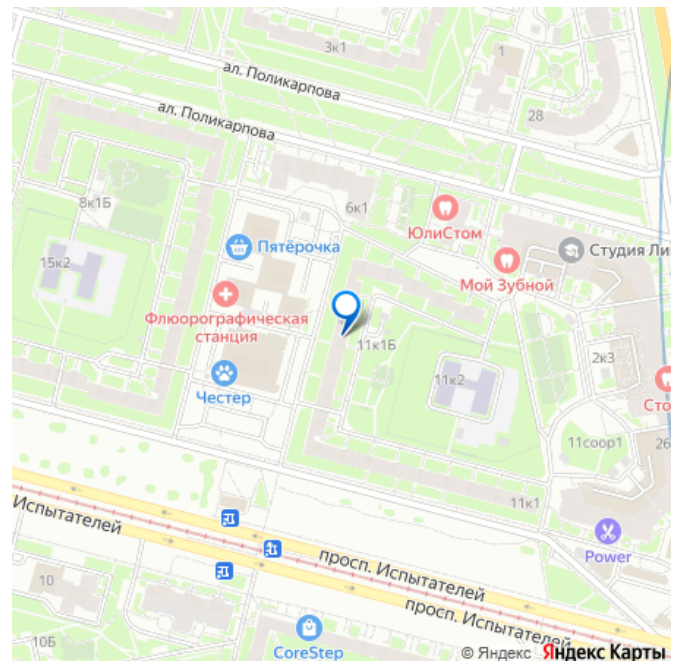 3к1
1
ал. Поликарпова
28
ал. Поликарпова
8к1Б
6к1
ЮлиСтом
Пятёрочка
Студия Ли
15к2
Мой Зубной
Флюорографическая
станция
11к1Б
2к3
11к2
Честер
Сто
11соор1
26
11к1
Испытателей
просп. Испытателей
Power
10
просп. Испытателей
10Б
CoreStep
© Яндекс Яндекс Карты